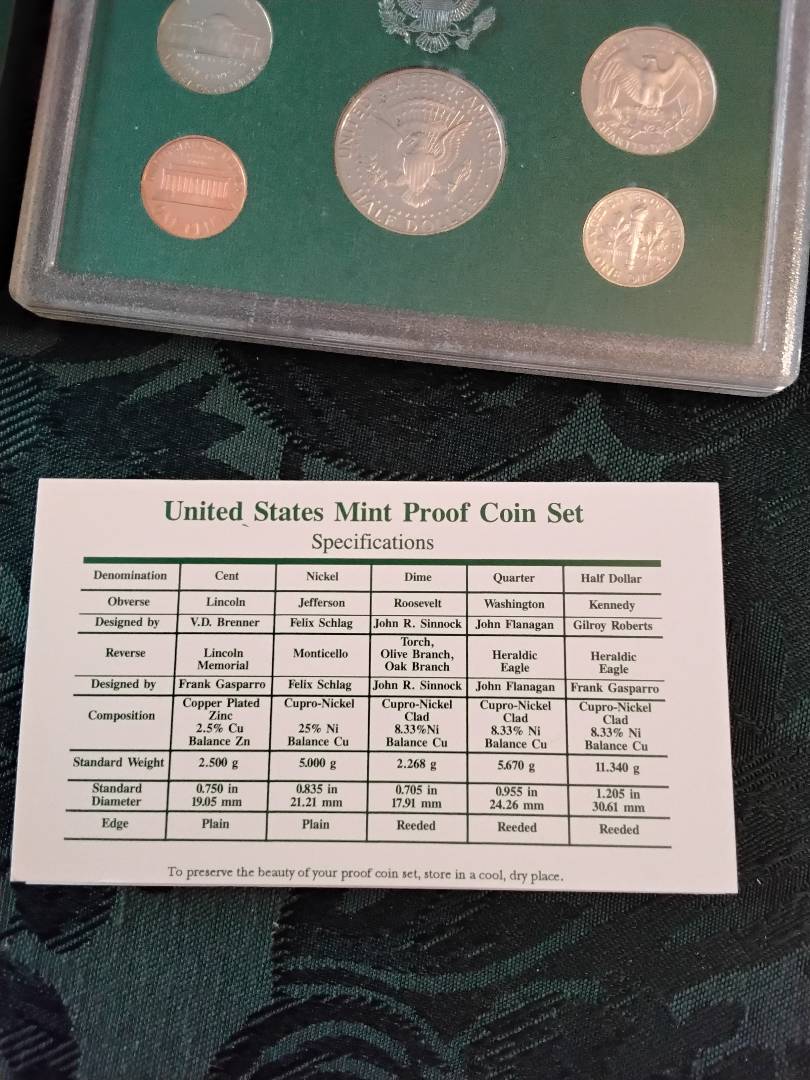 UNITED STATES OF AMERICA
HALF DOLLAR
QUARTER DOLLAR
United States Mint Proof Coin Set
Specifications
Denomination Cent Nickel Dime Quarter Half Dollar
Obverse Lincoln Jefferson Roosevelt Washington Kennedy
Designed by V.D. Brenner Felix Schlag John R. Sinnock John Flanagan Gilroy Roberts
Reverse Lincoln Memorial Monticello Torch, Olive Branch, Oak Branch Heraldic Eagle Heraldic Eagle
Designed by Frank Gasparro Felix Schlag John R. Sinnock John Flanagan Frank Gasparro
Composition Copper Plated Zinc 2.5% Cu Balance Zn Cupro-Nickel 25% Ni Balance Cu Cupro-Nickel Clad 8.33%Ni Balance Cu Cupro-Nickel Clad 8.33% Ni Balance Cu Cupro-Nickel Clad 8.33% Ni Balance Cu
Standard Weight 2.500 g 5.000 g 2.268 g 5.670 g 11.340 g
Standard Diameter 0.750 in 19.05 mm 0.835 in 21.21 mm 0.705 in 17.91 mm 0.955 in 24.26 mm 1.205 in 30.61 mm
Edge Plain Plain Reeded Reeded Reeded
To preserve the beauty of your proof coin set, store in a cool, dry place.